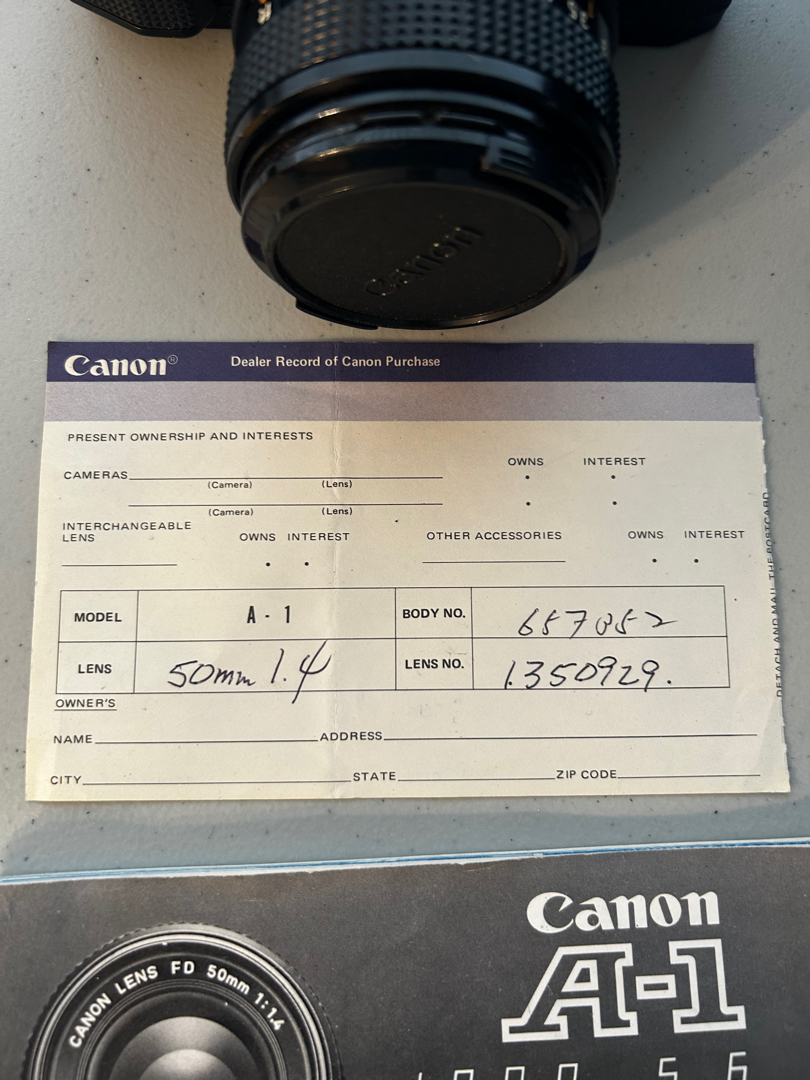 Canon
Canon® Dealer Record of Canon Purchase
PRESENT OWNERSHIP AND INTERESTS
OWNS INTEREST
CAMERAS
(Camera) (Lens)
(Camera) (Lens)
INTERCHANGEABLE
LENS
OWNS INTEREST OTHER ACCESSORIES OWNS INTEREST
DETACH AND MAIL THE POSTCARD
MODEL A-1 BODY NO. 657052
LENS 50mm 1.4 LENS NO. 1350929.
OWNER'S
NAME ADDRESS
CITY STATE ZIP CODE
Canon
A-1
CANON LENS FD 50mm 1:1.4